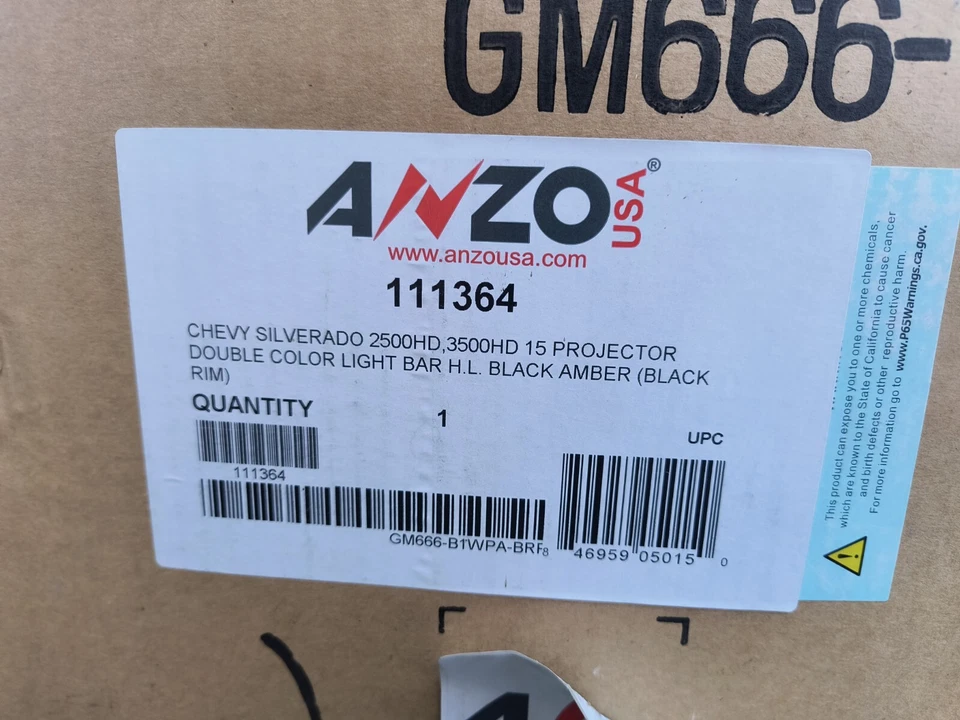 GM666-
ANZO USA®
www.anzousa.com
111364
CHEVY SILVERADO 2500HD,3500HD 15 PROJECTOR
DOUBLE COLOR LIGHT BAR H.L. BLACK AMBER (BLACK
RIM)
QUANTITY 1
UPC
111364
GM666-B1WPA-BRF
8 46959 05015 0
This product can expose you to one or more chemicals,
which are known to the State of California to cause cancer
and birth defects or other reproductive harm.
For more information go to www.P65Warnings.ca.gov.